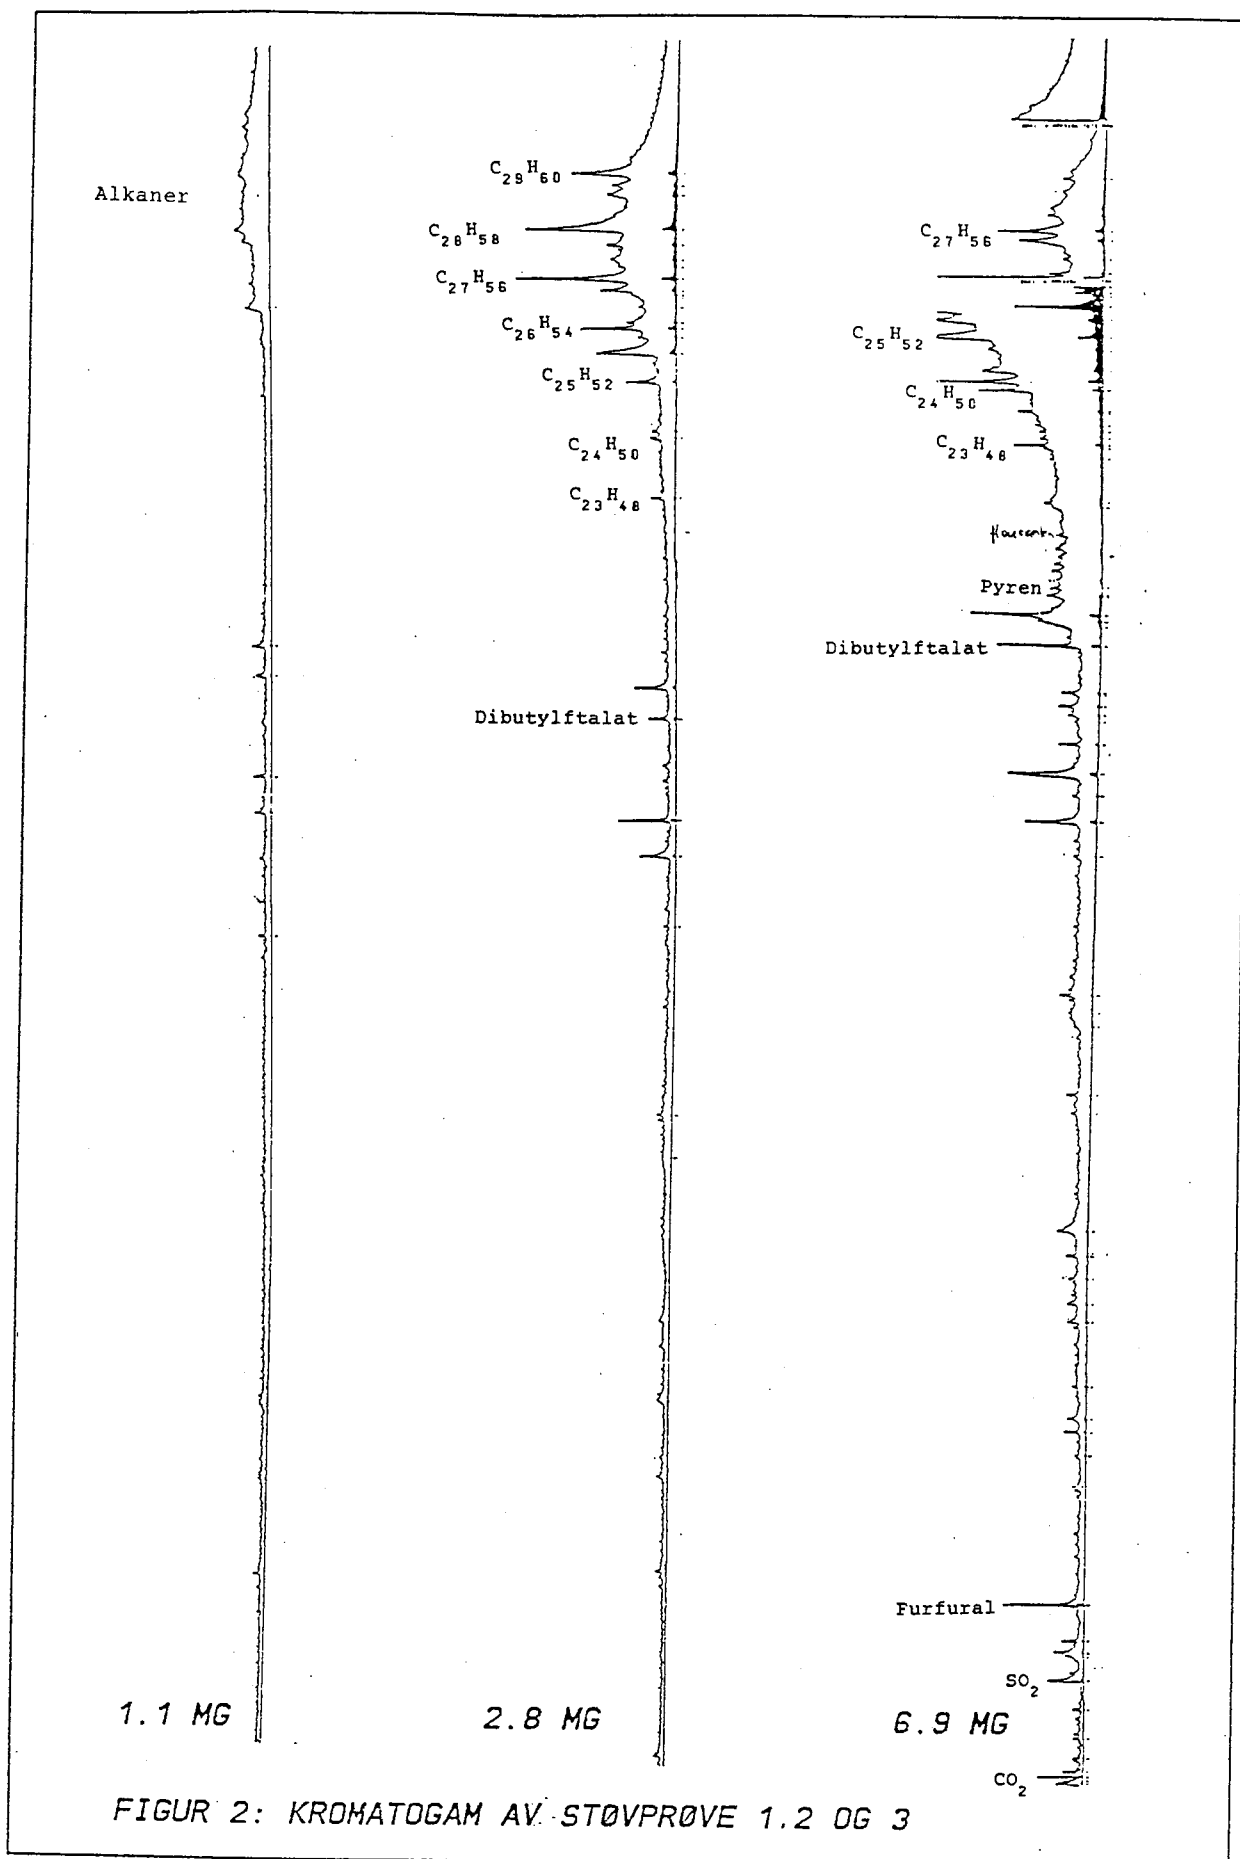 Alkaner
1.1 MG
C29H60
C28H58
C27H56
C26H54
C25H52
C24H50
C23H48
Dibutylftalat
2.8 MG
C27H56
C25H52
C24H50
C23H48
Pyren
Dibutylftalat
Furfural
SO2
CO2
6.9 MG
FIGUR 2: KROMATOGAM AV STØVPRØVE 1.2 OG 3